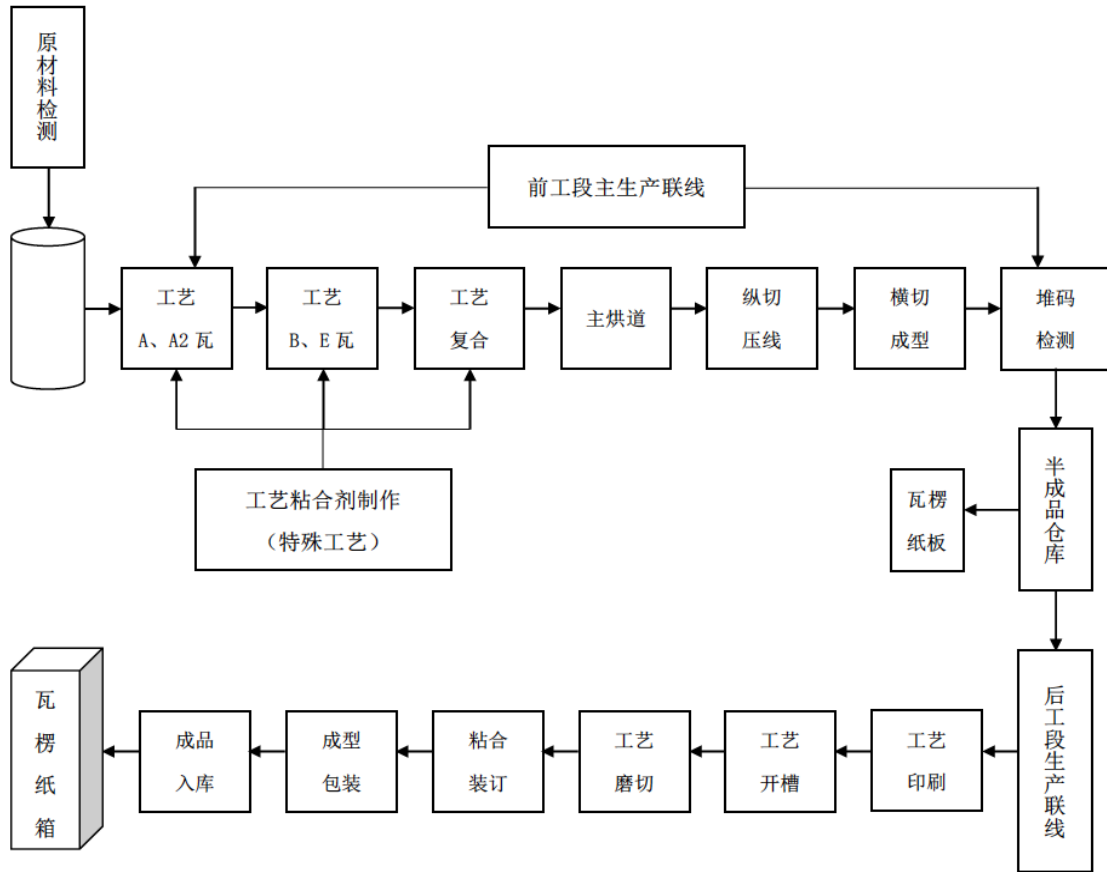 原材料检测
前工段主生产联线
工艺
A、A2瓦
工艺
B、E瓦
工艺
复合
主烘道
纵切
压线
横切
成型
堆码
检测
工艺粘合剂制作
（特殊工艺）
瓦楞
纸板
半成品仓库
瓦楞纸箱
成品
入库
成型
包装
粘合
装订
工艺
磨切
工艺
开槽
工艺
印刷
后工段生产联线